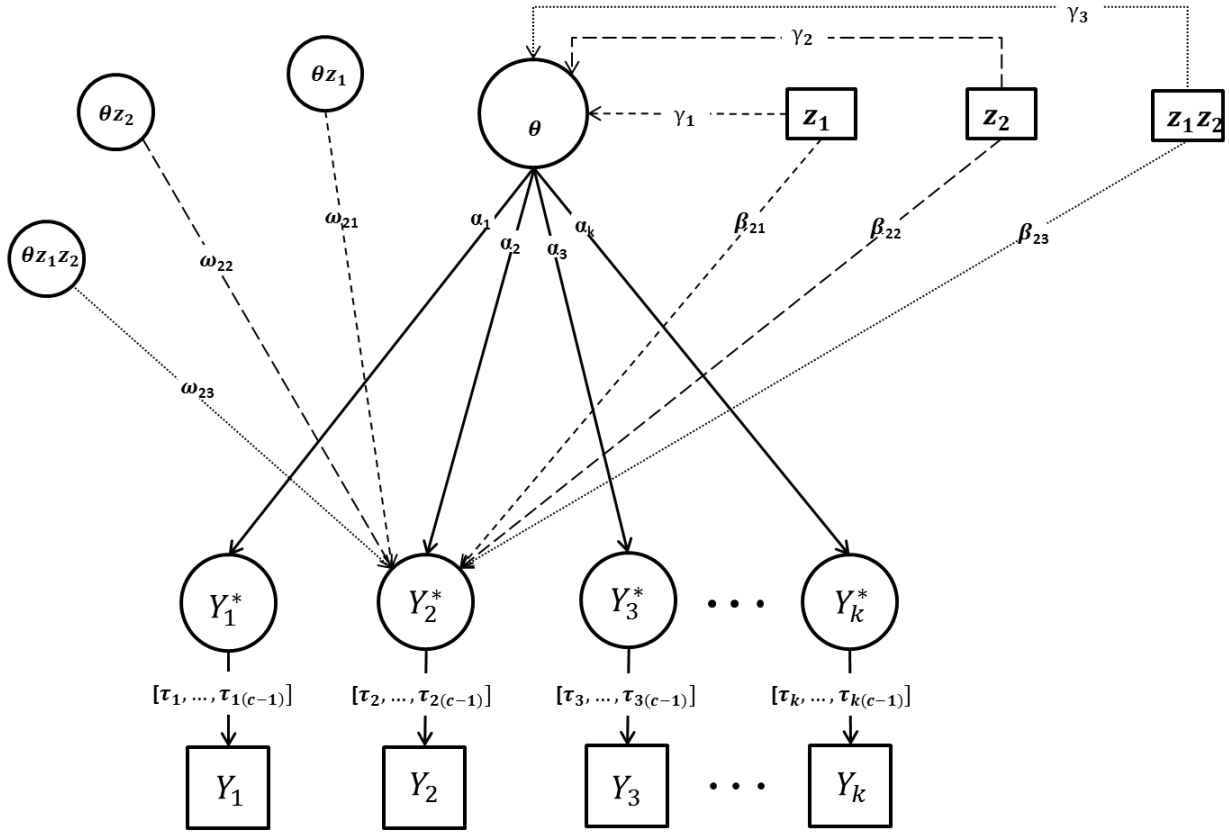 γ₃
γ₂
θz₁
θz₂
θ
γ₁
z₁
z₂
z₁z₂
α₁
ω₂₁
α₂
α₃
αₖ
β₂₁
β₂₂
β₂₃
θz₁z₂
ω₂₂
ω₂₃
Y₁*
Y₂*
Y₃*
• • •
Yₖ*
[τ₁, …, τ₁₍c₋₁₎]
[τ₂, …, τ₂₍c₋₁₎]
[τ₃, …, τ₃₍c₋₁₎]
[τₖ, …, τₖ₍c₋₁₎]
Y₁
Y₂
Y₃
• • •
Yₖ